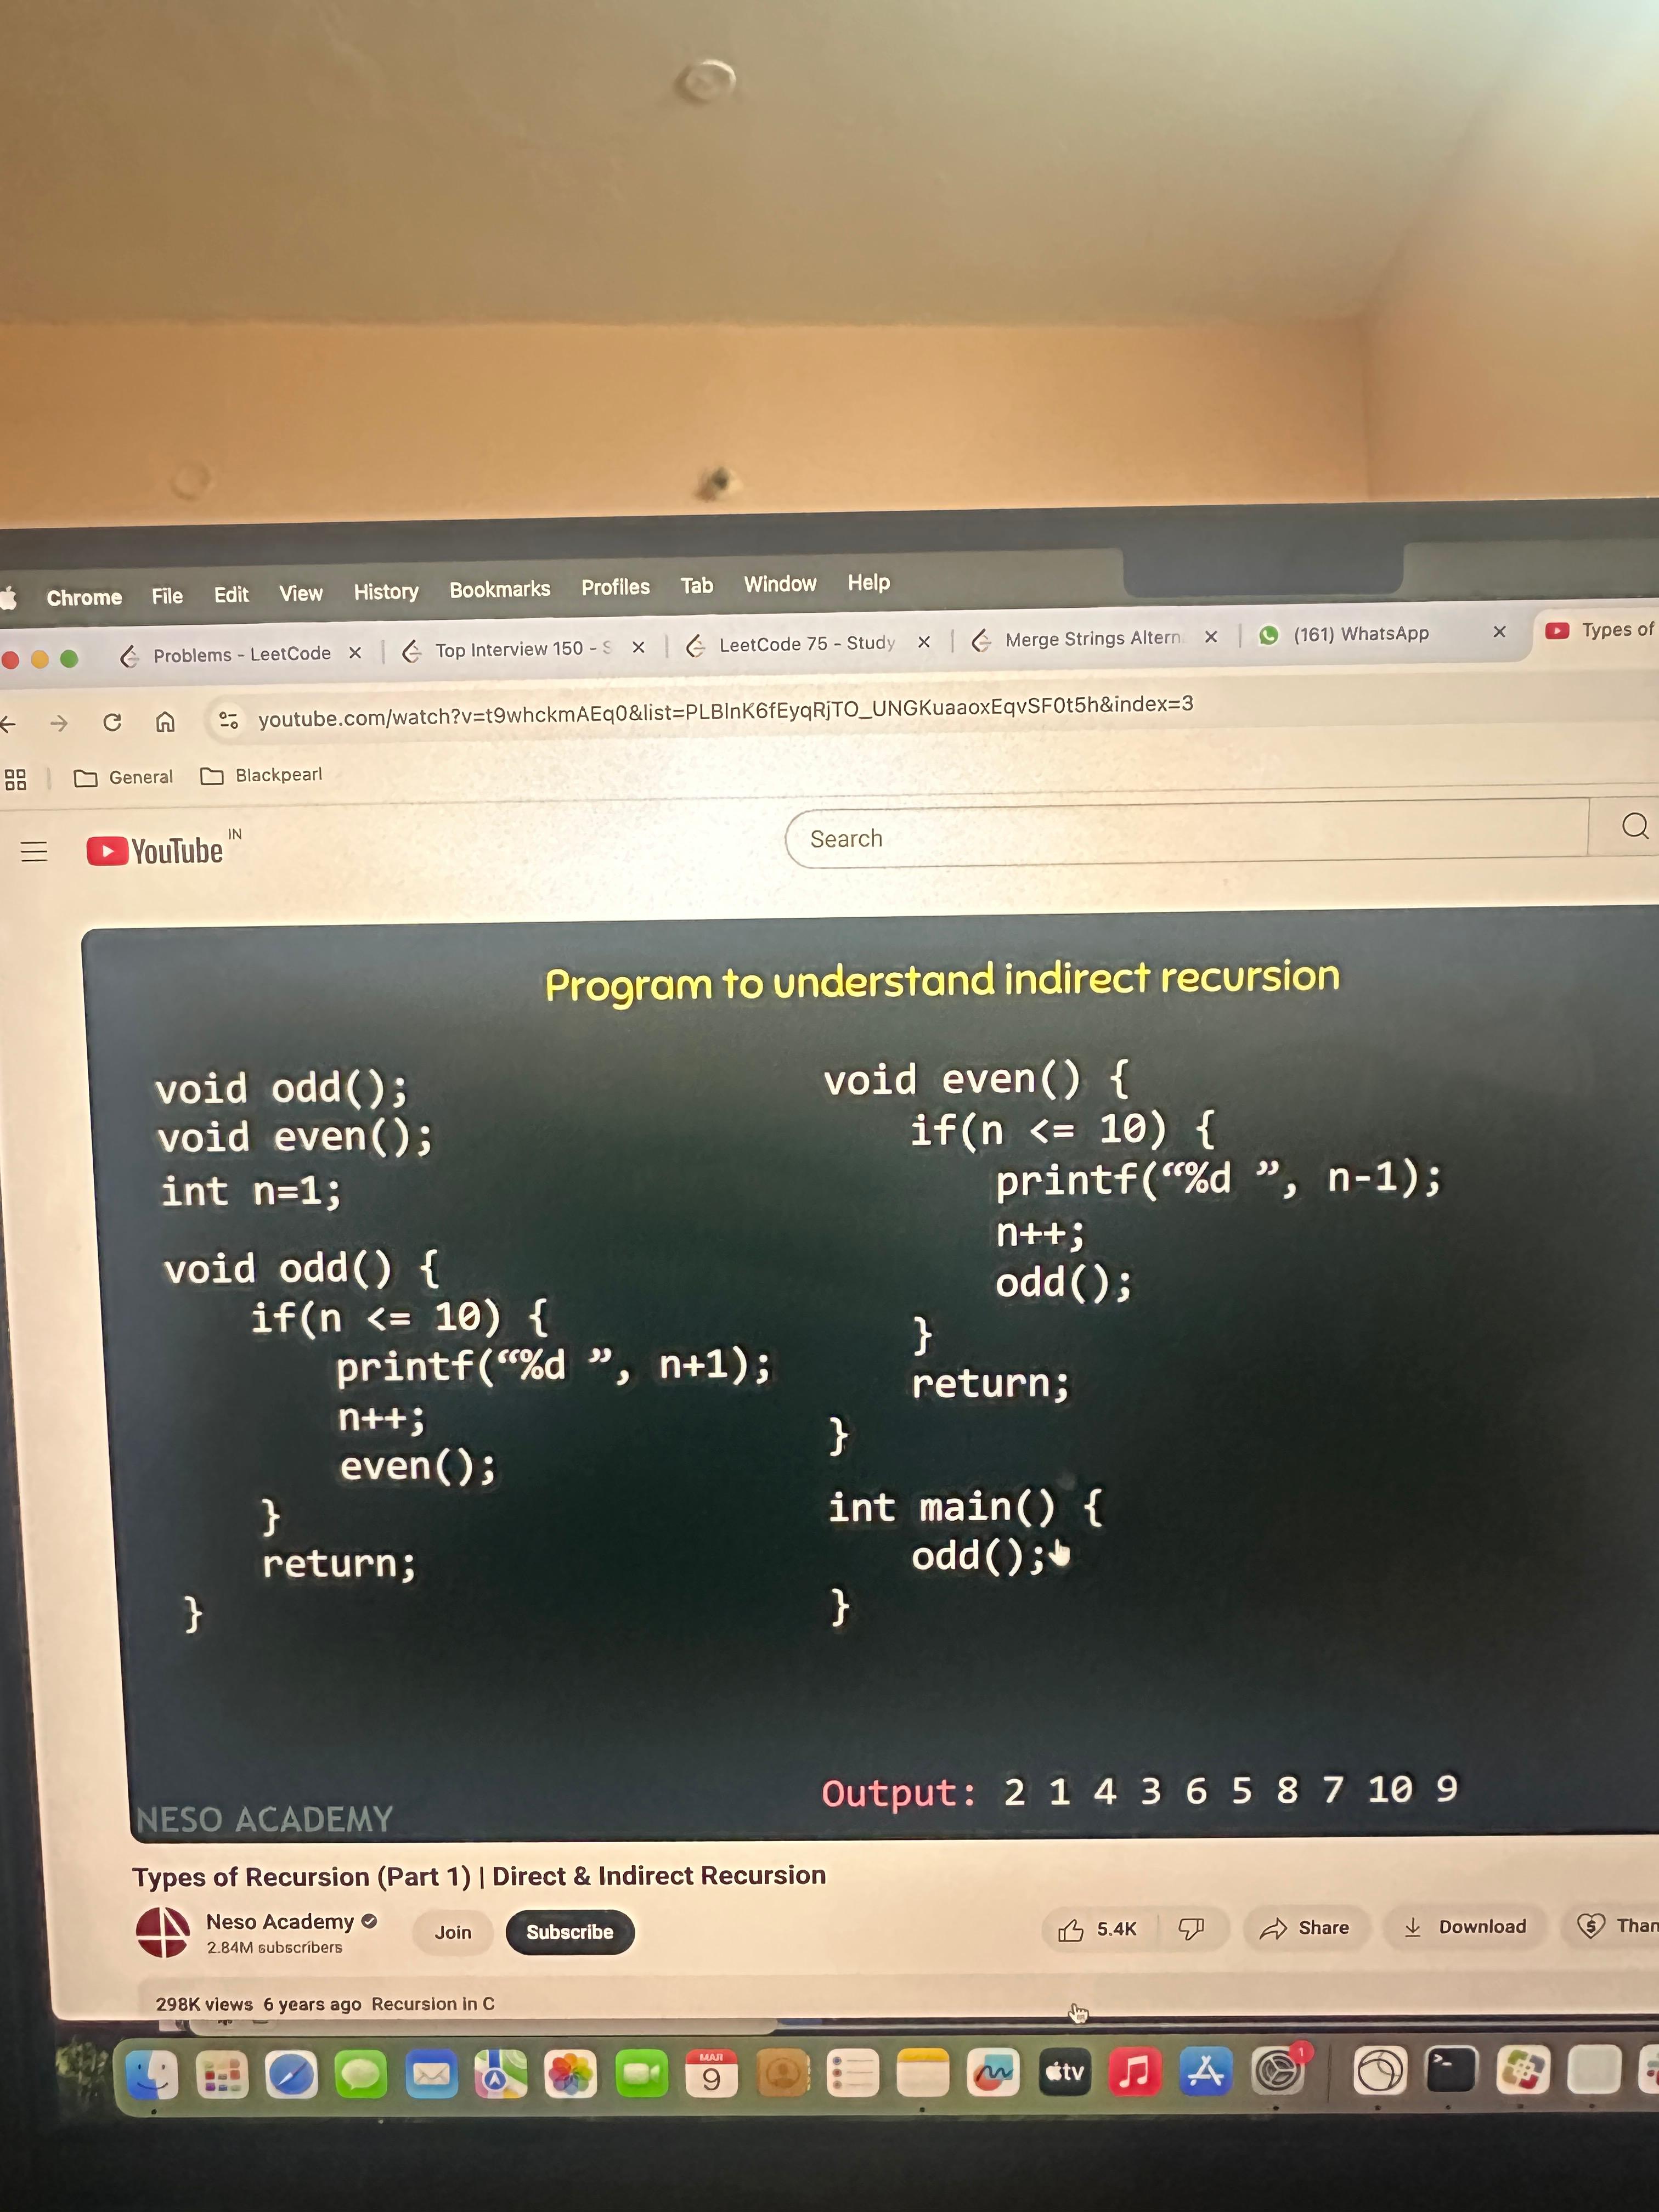 Chrome File Edit View History Bookmarks Profiles Tab Window Help
Problems - LeetCode Top Interview 150 - S LeetCode 75 - Study Merge Strings Altern (161) WhatsApp Types of
youtube.com/watch?v=t9whckmAEq0&list=PLBlnK6fEyqRjTO_UNGKuaaoxEqvSF0t5h&index=3
General Blackpearl
YouTube IN
Search
Program to understand indirect recursion
void odd();
void even();
int n=1;
void odd() {
if(n <= 10) {
printf(“%d ”, n+1);
n++;
even();
}
return;
}
void even() {
if(n <= 10) {
printf(“%d ”, n-1);
n++;
odd();
}
return;
}
int main() {
odd();
}
Output: 2 1 4 3 6 5 8 7 10 9
NESO ACADEMY
Types of Recursion (Part 1) | Direct & Indirect Recursion
Neso Academy
2.84M subscribers
Join Subscribe 5.4K Share Download Than
298K views 6 years ago Recursion in C
MAR
9
tv
1
>_